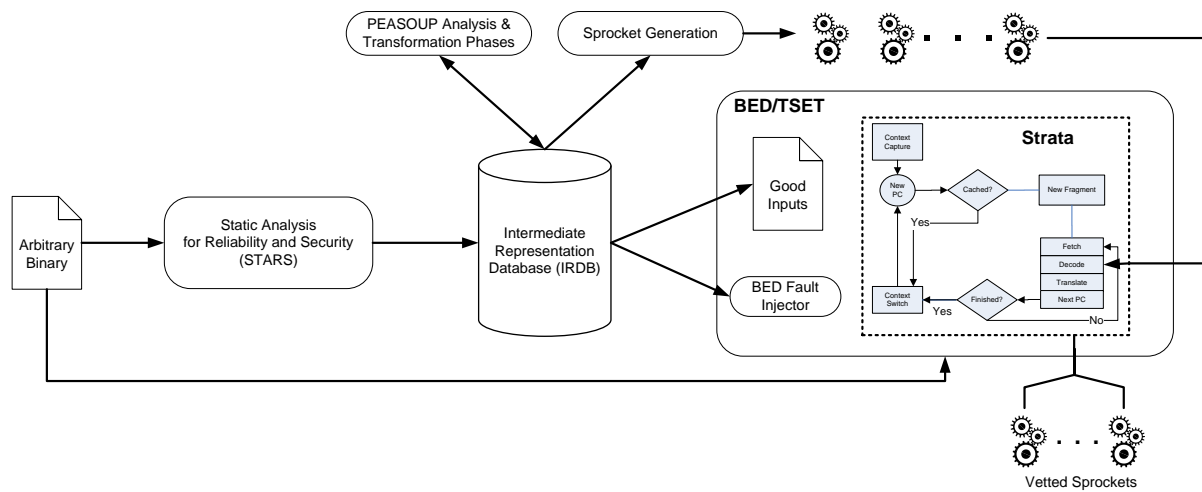 PEASOUP Analysis &
Transformation Phases
Sprocket Generation
BED/TSET
Strata
Context
Capture
New
PC
Cached?
New Fragment
Good
Inputs
Yes
Arbitrary
Binary
Static Analysis
for Reliability and Security
(STARS)
Intermediate
Representation
Database (IRDB)
Fetch
Decode
Translate
Next PC
BED Fault
Injector
Context
Switch
Yes
Finished?
No
Vetted Sprockets